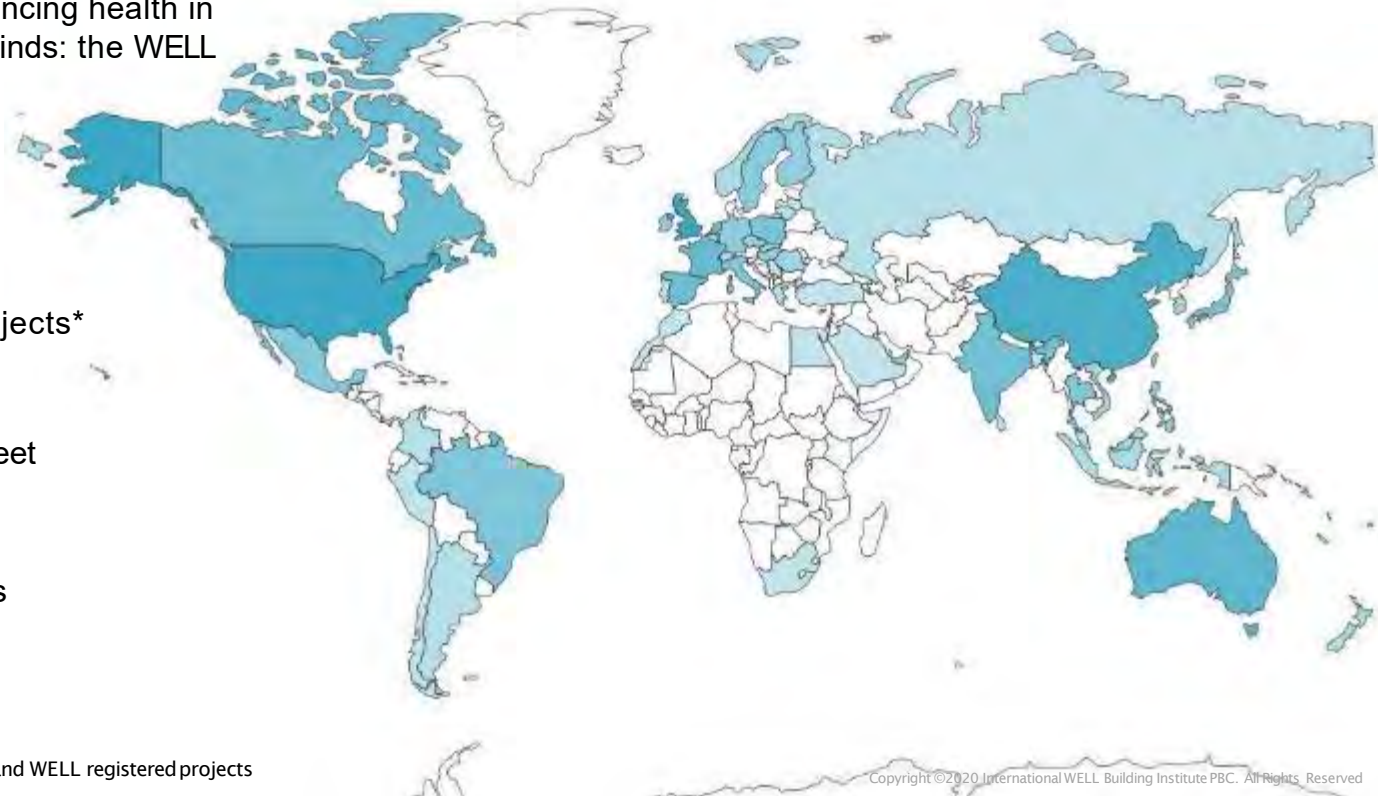 ncing health in
inds: the WELL
jects*
eet
s
nd WELL registered projects
Copyright ©2020 International WELL Building Institute PBC. All Rights Reserved